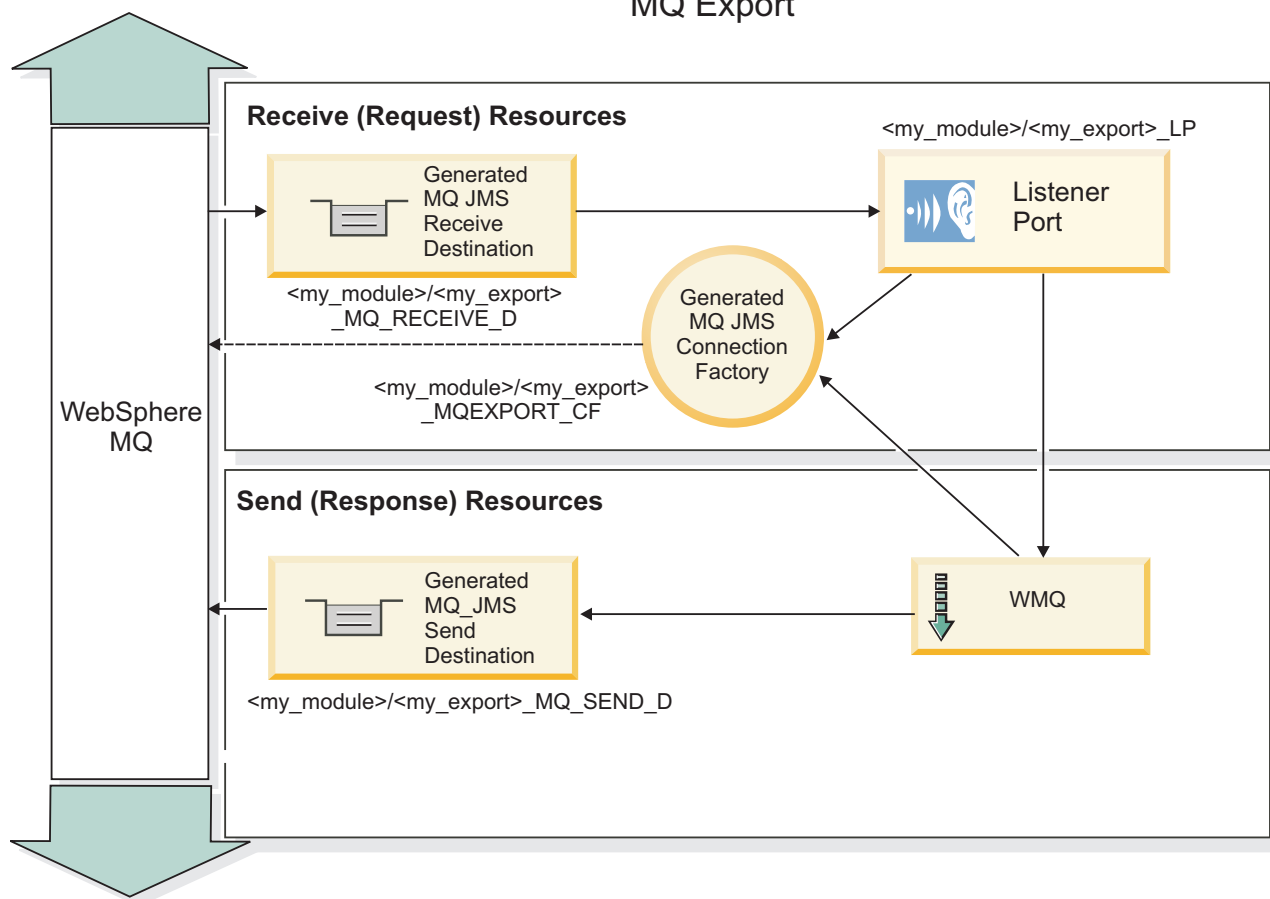 MQ Export
Receive (Request) Resources
<my_module>/<my_export>_LP
Generated
MQ JMS
Receive
Destination
Listener
Port
<my_module>/<my_export>
_MQ_RECEIVE_D
Generated
MQ JMS
Connection
Factory
<my_module>/<my_export>
_MQEXPORT_CF
WebSphere
MQ
Send (Response) Resources
Generated
MQ_JMS
Send
Destination
WMQ
<my_module>/<my_export>_MQ_SEND_D